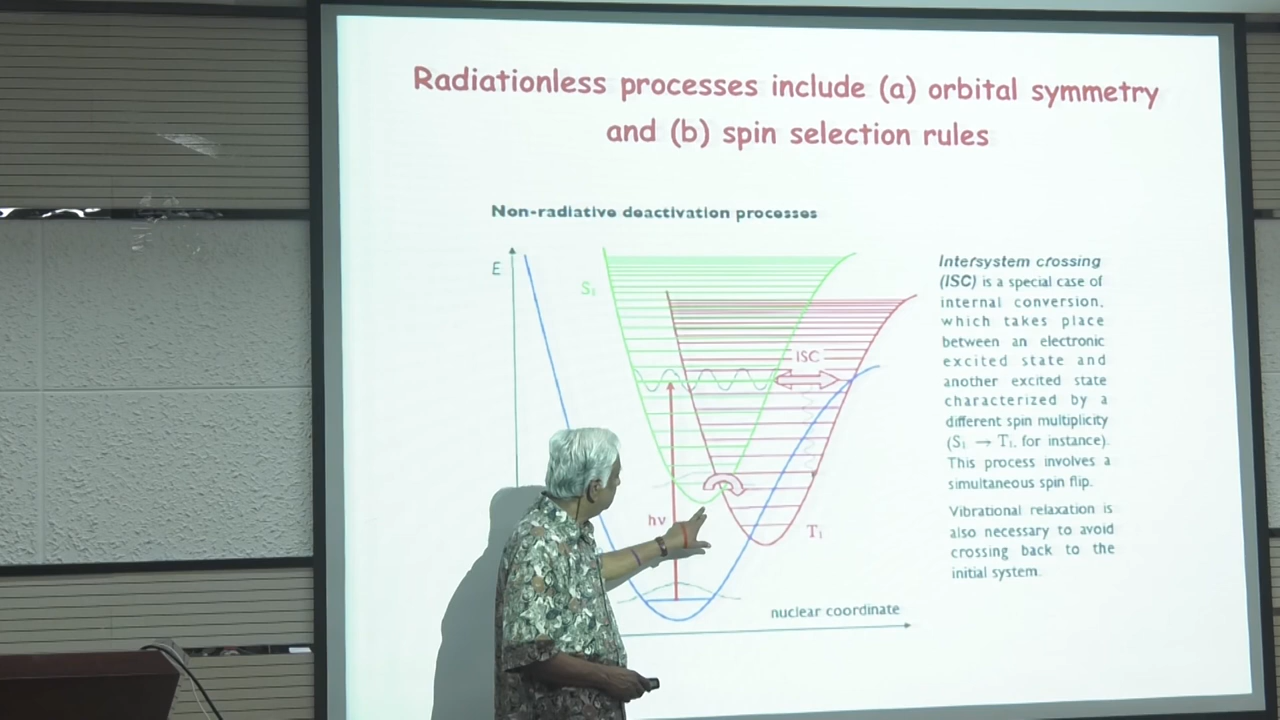 Radiationless processes include (a) orbital symmetry
and (b) spin selection rules
Non-radiative deactivation processes
E
S₁
ISC
hν
T₁
nuclear coordinate
Intersystem crossing
(ISC) is a special case of
internal conversion,
which takes place
between an electronic
excited state and
another excited state
characterized by a
different spin multiplicity
(S₁ → T₁, for instance).
This process involves a
simultaneous spin flip.
Vibrational relaxation is
also necessary to avoid
crossing back to the
initial system.